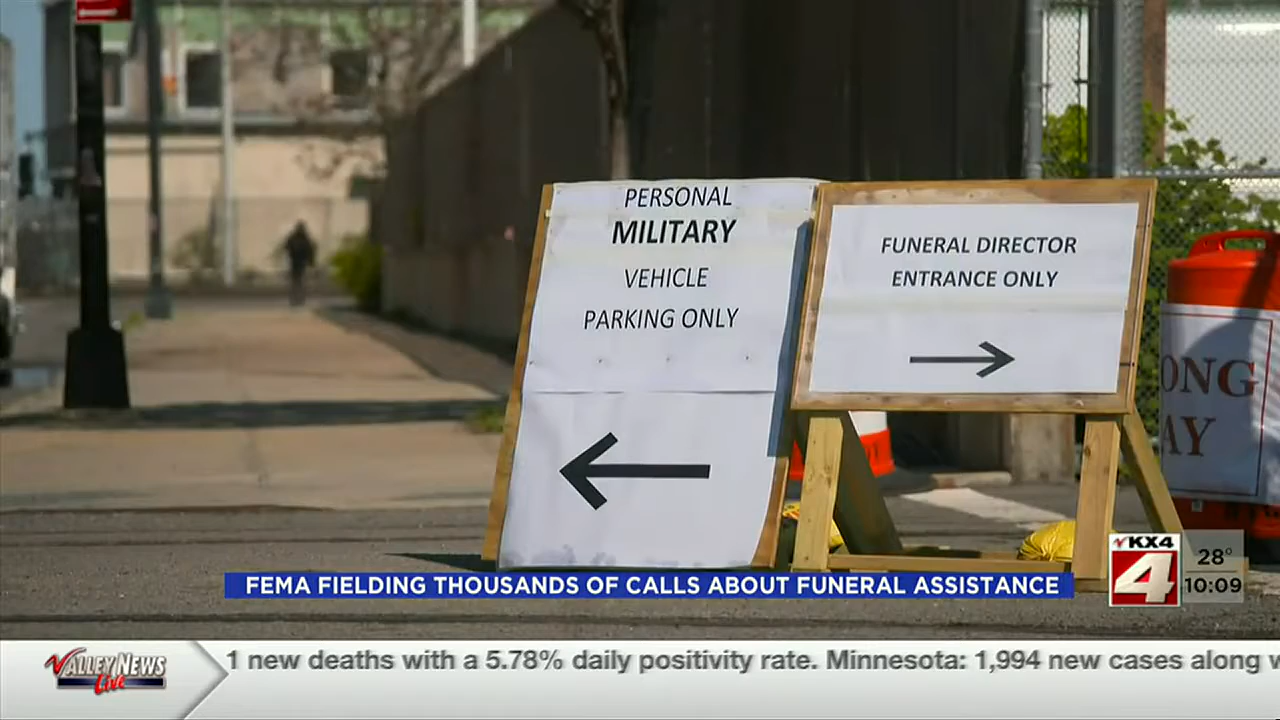 PERSONAL
MILITARY
VEHICLE
PARKING ONLY
FUNERAL DIRECTOR
ENTRANCE ONLY
ONG
AY
FEMA FIELDING THOUSANDS OF CALLS ABOUT FUNERAL ASSISTANCE
KX4
4
28°
10:09
VALLEY NEWS
Live
1 new deaths with a 5.78% daily positivity rate. Minnesota: 1,994 new cases along w